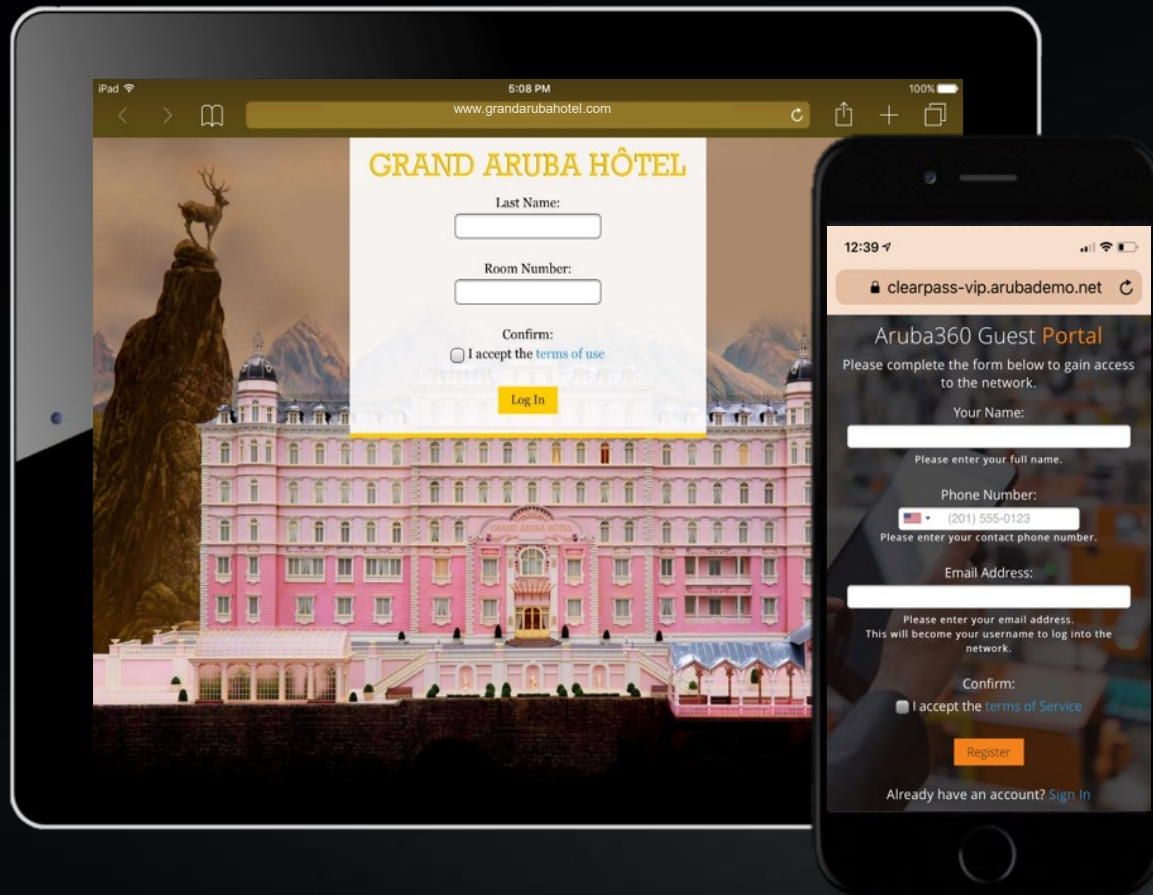 iPad
5:08 PM
100%
www.grandarubahotel.com
GRAND ARUBA HÔTEL
Last Name:
Room Number:
Confirm:
I accept the terms of use
Log In
GRAND ARUBA HOTEL
12:39
clearpass-vip.arubademo.net
Aruba360 Guest Portal
Please complete the form below to gain access
to the network.
Your Name:
Please enter your full name.
Phone Number:
(201) 555-0123
Please enter your contact phone number.
Email Address:
Please enter your email address.
This will become your username to log into the
network.
Confirm:
I accept the terms of Service
Register
Already have an account? Sign In